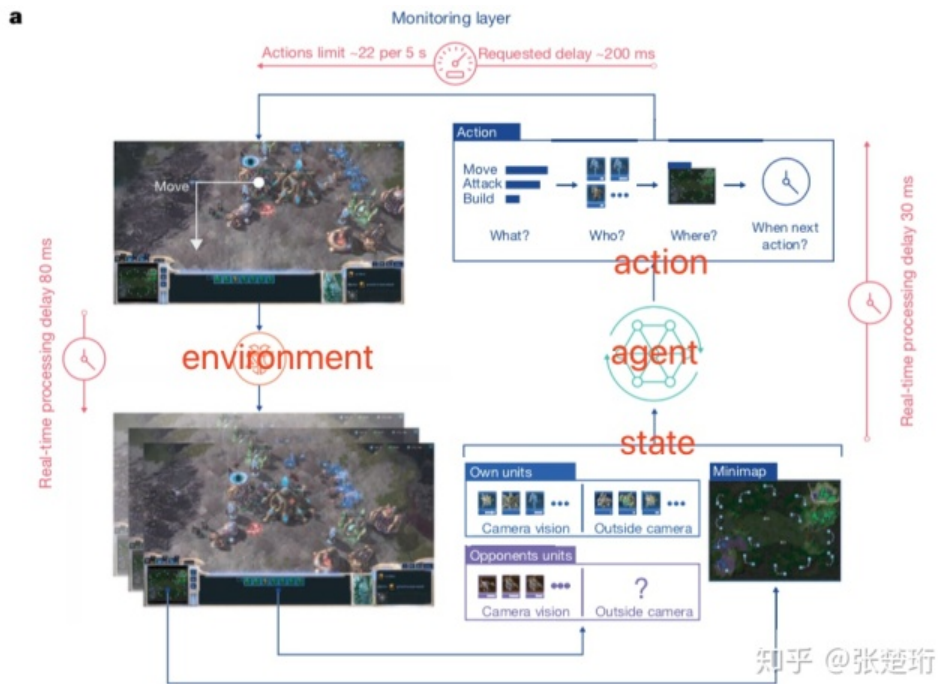 a
Monitoring layer
Actions limit ~22 per 5 s
Requested delay ~200 ms
Action
Move
Attack
Build
What?
Who?
Where?
When next
action?
Move
action
Real-time processing delay 80 ms
Real-time processing delay 30 ms
environment
agent
state
Own units
Camera vision
Outside camera
Minimap
Opponents units
Camera vision
?
Outside camera
知乎 @张楚珩